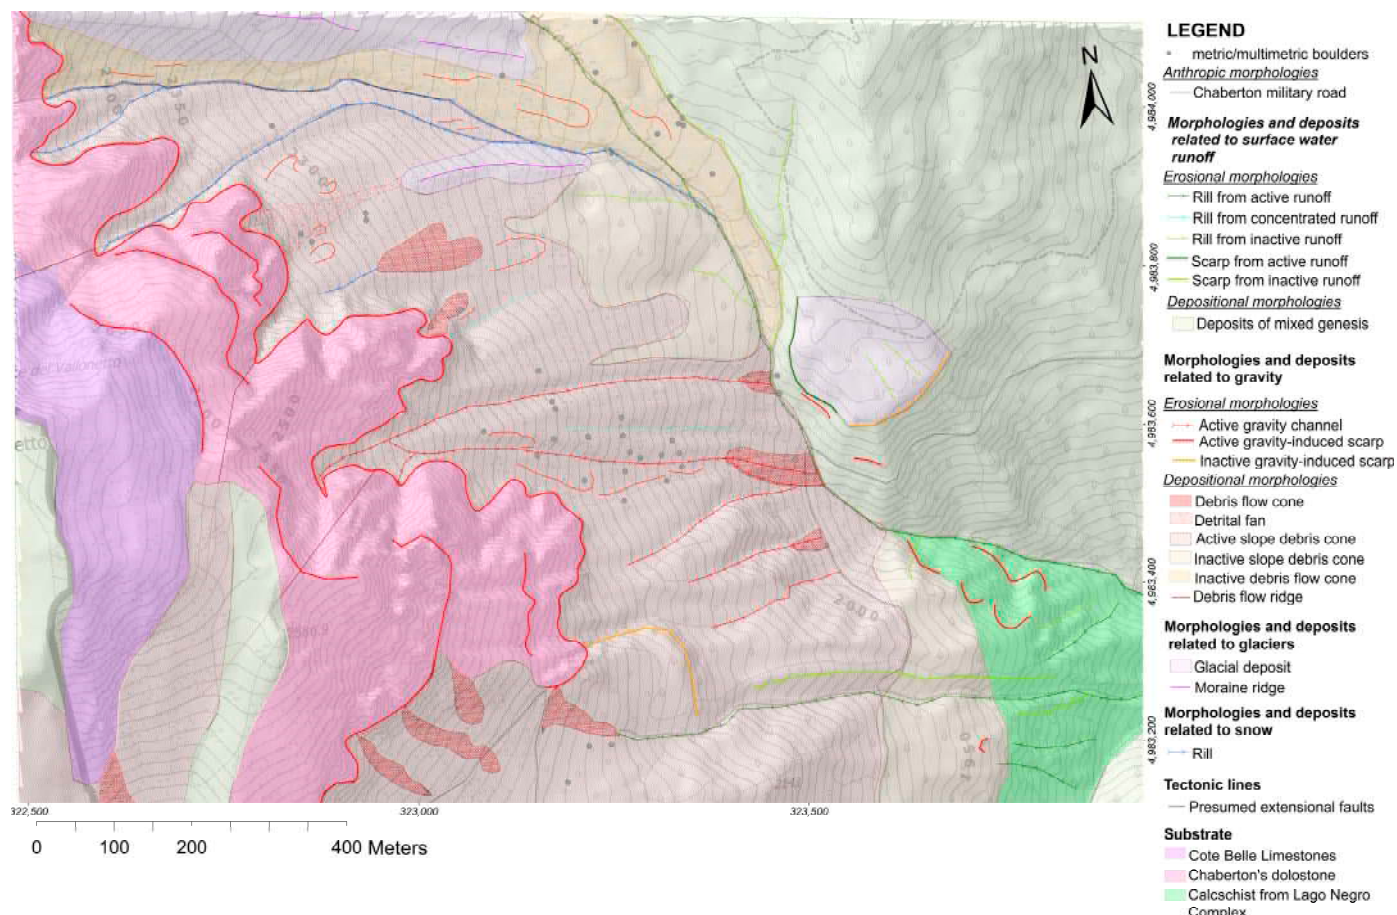 LEGEND
metric/multimetric boulders
Anthropic morphologies
Chaberton military road
Morphologies and deposits
related to surface water
runoff
Erosional morphologies
Rill from active runoff
Rill from concentrated runoff
Rill from inactive runoff
Scarp from active runoff
Scarp from inactive runoff
Depositional morphologies
Deposits of mixed genesis
Morphologies and deposits
related to gravity
Erosional morphologies
Active gravity channel
Active gravity-induced scarp
Inactive gravity-induced scarp
Depositional morphologies
Debris flow cone
Detrital fan
Active slope debris cone
Inactive slope debris cone
Inactive debris flow cone
Debris flow ridge
Morphologies and deposits
related to glaciers
Glacial deposit
Moraine ridge
Morphologies and deposits
related to snow
Rill
Tectonic lines
Presumed extensional faults
Substrate
Cote Belle Limestones
Chaberton's dolostone
Calcschist from Lago Negro
Complex
N
4,984,000
4,983,800
4,983,600
4,983,400
4,983,200
2300
2500
2000
1950
del Vallonetto
etto
322,500
323,000
323,500
0 100 200 400 Meters